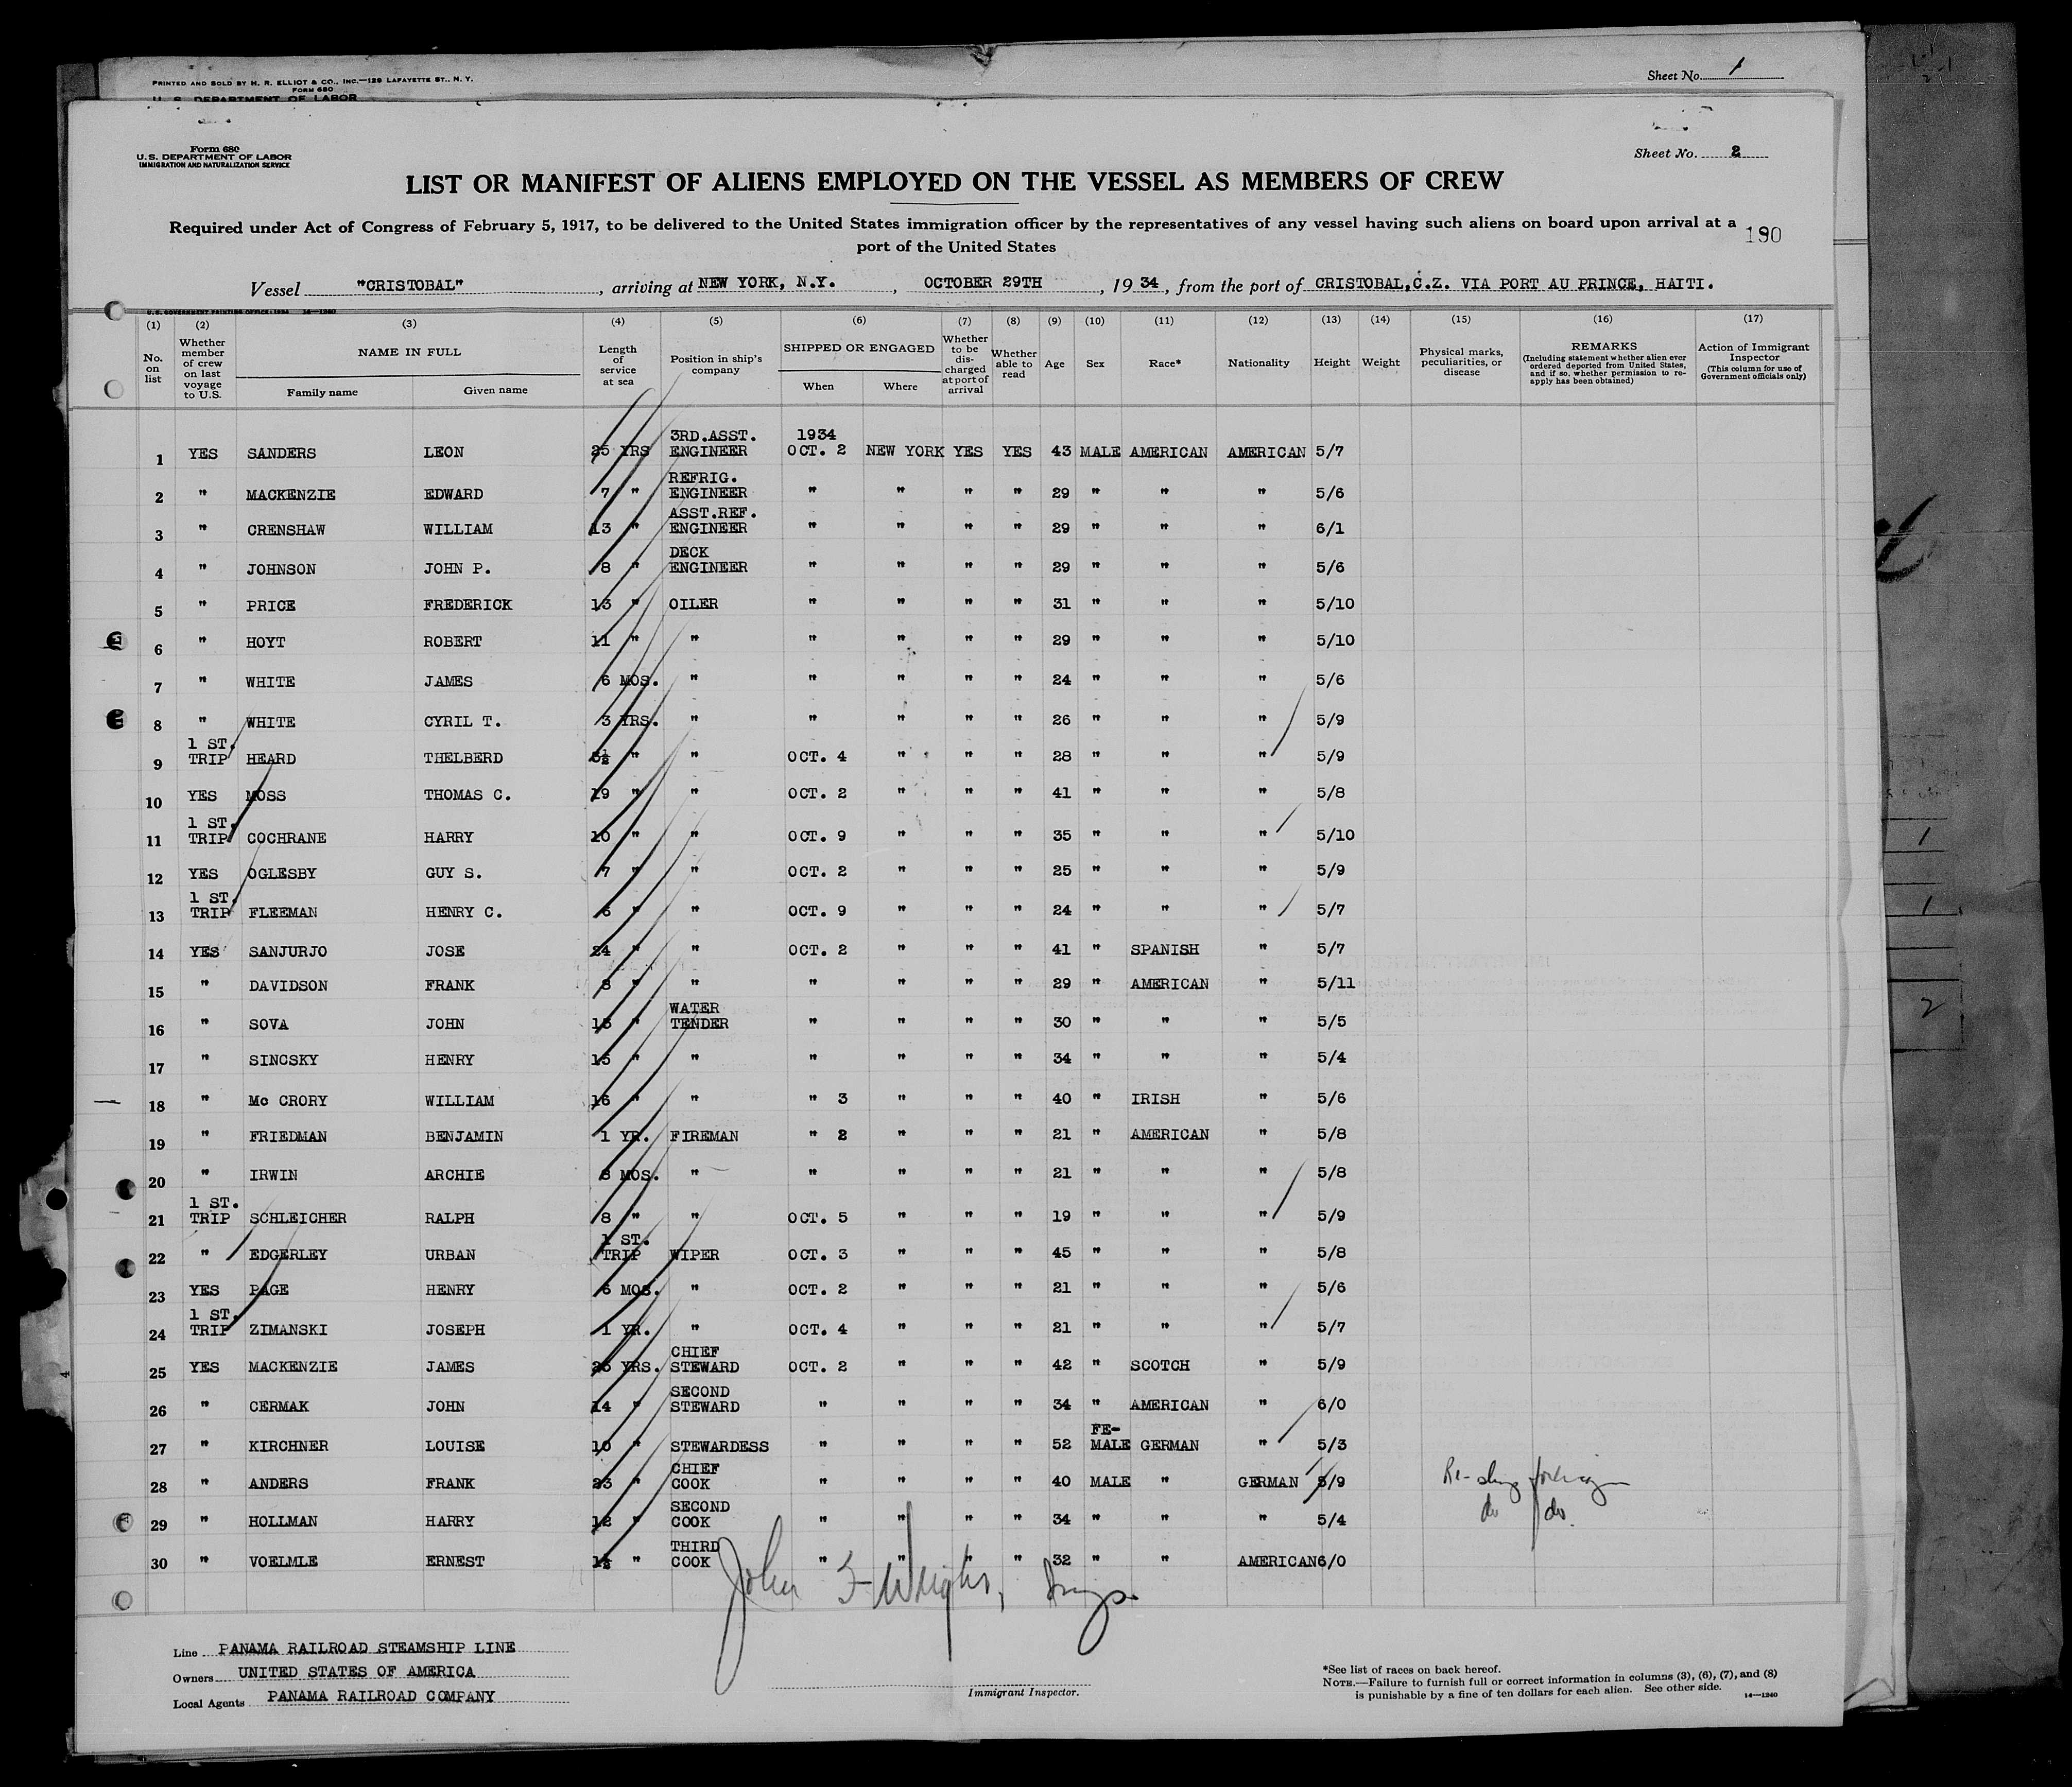 PRINTED AND SOLD BY H. R. ELLIOT & CO., INC.—129 LAFAYETTE ST., N. Y.
FORM 680
U. S. DEPARTMENT OF LABOR
Sheet No. 1
Form 680
U.S. DEPARTMENT OF LABOR
IMMIGRATION AND NATURALIZATION SERVICE
Sheet No. 2
LIST OR MANIFEST OF ALIENS EMPLOYED ON THE VESSEL AS MEMBERS OF CREW
Required under Act of Congress of February 5, 1917, to be delivered to the United States immigration officer by the representatives of any vessel having such aliens on board upon arrival at a
port of the United States
190
Vessel "CRISTOBAL", arriving at NEW YORK, N.Y., OCTOBER 29TH, 1934, from the port of CRISTOBAL,C.Z. VIA PORT AU PRINCE, HAITI.
U.S. GOVERNMENT PRINTING OFFICE: 1934 14—1240
(1) (2) (3) (4) (5) (6) (7) (8) (9) (10) (11) (12) (13) (14) (15) (16) (17)
No. on list
Whether member of crew on last voyage to U.S.
NAME IN FULL
Family name Given name
Length of service at sea
Position in ship's company
SHIPPED OR ENGAGED
When Where
Whether to be discharged at port of arrival
Whether able to read
Age Sex Race* Nationality Height Weight
Physical marks, peculiarities, or disease
REMARKS
(Including statement whether alien ever ordered deported from United States, and if so, whether permission to reapply has been obtained)
Action of Immigrant Inspector
(This column for use of Government officials only)
1 YES SANDERS LEON 25 YRS 3RD.ASST. ENGINEER 1934 OCT. 2 NEW YORK YES YES 43 MALE AMERICAN AMERICAN 5/7
2 " MACKENZIE EDWARD 7 " REFRIG. ENGINEER " " " " 29 " " " 5/6
3 " CRENSHAW WILLIAM 13 " ASST.REF. ENGINEER " " " " 29 " " " 6/1
4 " JOHNSON JOHN P. 8 " DECK ENGINEER " " " " 29 " " " 5/6
5 " PRICE FREDERICK 13 " OILER " " " " 31 " " " 5/10
6 " HOYT ROBERT 11 " " " " " " 29 " " " 5/10
7 " WHITE JAMES 6 MOS. " " " " " 24 " " " 5/6
8 " WHITE CYRIL T. 3 YRS. " " " " " 26 " " " 5/9
9 1 ST. TRIP HEARD THELBERD " " OCT. 4 " " " 28 " " " 5/9
10 YES MOSS THOMAS C. 19 " " OCT. 2 " " " 41 " " " 5/8
11 1 ST. TRIP COCHRANE HARRY 10 " " OCT. 9 " " " 35 " " " 5/10
12 YES OGLESBY GUY S. 7 " " OCT. 2 " " " 25 " " " 5/9
13 1 ST. TRIP FLEEMAN HENRY C. 6 " " OCT. 9 " " " 24 " " " 5/7
14 YES SANJURJO JOSE 24 " " OCT. 2 " " " 41 " SPANISH " 5/7
15 " DAVIDSON FRANK 8 " " " " " " 29 " AMERICAN " 5/11
16 " SOVA JOHN " WATER TENDER " " " " 30 " " " 5/5
17 " SINCSKY HENRY 15 " " " " " " 34 " " " 5/4
18 " Mc CRORY WILLIAM 16 " " " 3 " " " 40 " IRISH " 5/6
19 " FRIEDMAN BENJAMIN 1 YR. FIREMAN " 2 " " " 21 " AMERICAN " 5/8
20 " IRWIN ARCHIE 8 MOS. " " " " " 21 " " " 5/8
21 1 ST. TRIP SCHLEICHER RALPH 8 " " OCT. 5 " " " 19 " " " 5/9
22 " EDGERLEY URBAN 1 ST. TRIP WIPER OCT. 3 " " " 45 " " " 5/8
23 YES PAGE HENRY 6 MOS. " OCT. 2 " " " 21 " " " 5/6
24 1 ST. TRIP ZIMANSKI JOSEPH 1 YR. " OCT. 4 " " " 21 " " " 5/7
25 YES MACKENZIE JAMES YRS. CHIEF STEWARD OCT. 2 " " " 42 " SCOTCH " 5/9
26 " CERMAK JOHN 14 " SECOND STEWARD " " " " 34 " AMERICAN " 6/0
27 " KIRCHNER LOUISE 10 " STEWARDESS " " " " 52 FE-MALE GERMAN " 5/3
28 " ANDERS FRANK 23 " CHIEF COOK " " " " 40 MALE " GERMAN 5/9
29 " HOLLMAN HARRY 12 " SECOND COOK " " " " 34 " " " 5/4 do do.
30 " VOELMLE ERNEST 1½ " THIRD COOK " " " " 32 " " AMERICAN 6/0
John F Wright, Insp.
Line PANAMA RAILROAD STEAMSHIP LINE
Owners UNITED STATES OF AMERICA
Local Agents PANAMA RAILROAD COMPANY
Immigrant Inspector.
*See list of races on back hereof.
NOTE.—Failure to furnish full or correct information in columns (3), (6), (7), and (8)
is punishable by a fine of ten dollars for each alien. See other side.
14—1240